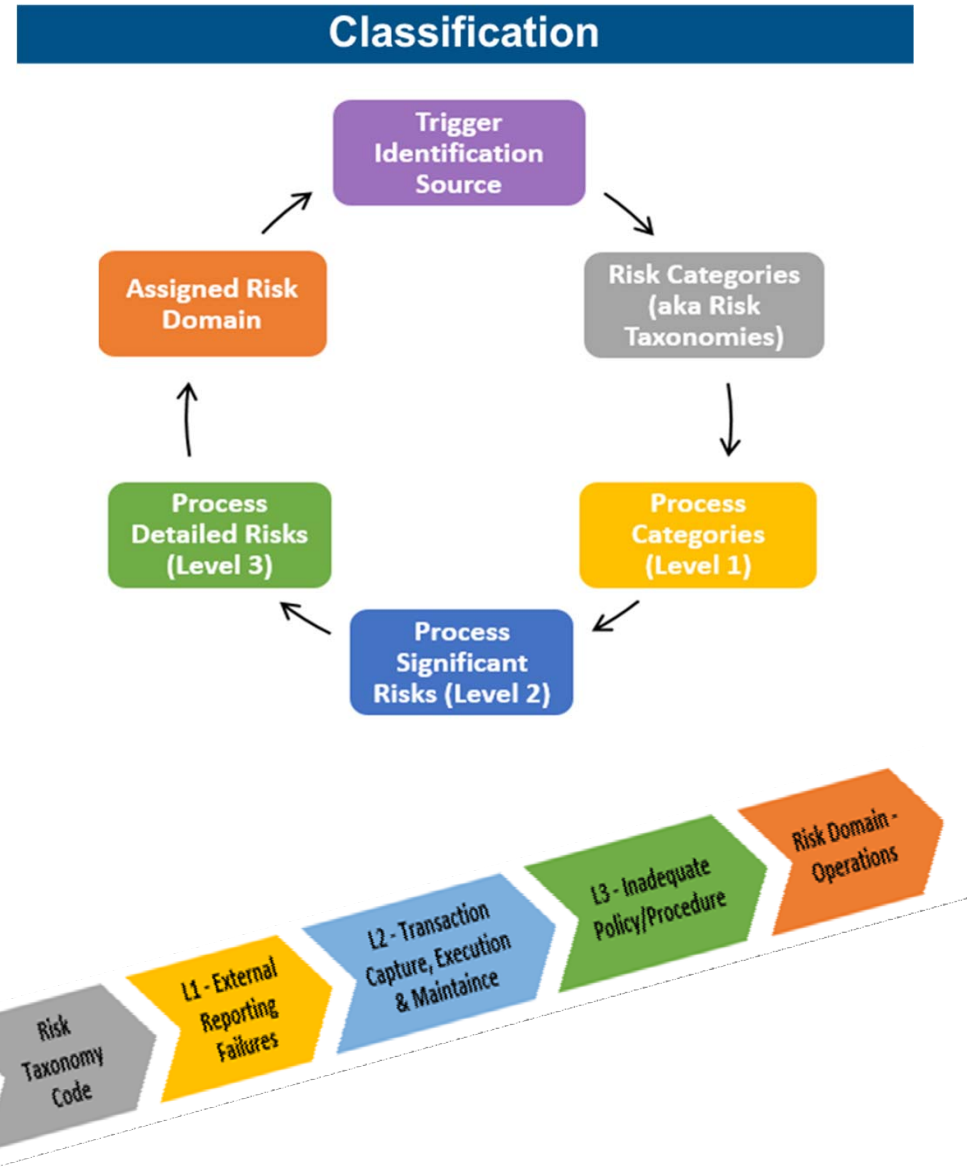 Classification
Trigger
Identification
Source
Risk Categories
(aka Risk
Taxonomies)
Process
Categories
(Level 1)
Process
Significant
Risks (Level 2)
Process
Detailed Risks
(Level 3)
Assigned Risk
Domain
Risk
Taxonomy
Code
L1 - External
Reporting
Failures
L2 - Transaction
Capture, Execution
& Maintaince
L3 - Inadequate
Policy/Procedure
Risk Domain -
Operations